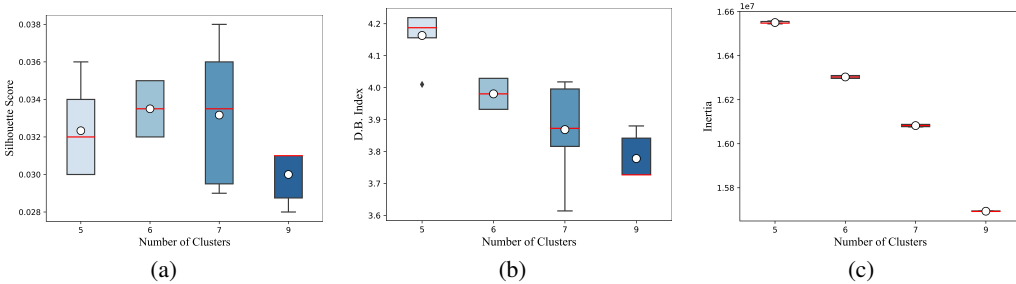 Silhouette Score
0.038
0.036
0.034
0.032
0.030
0.028
5 6 7 9
Number of Clusters
(a)
D.B. Index
4.2
4.1
4.0
3.9
3.8
3.7
3.6
5 6 7 9
Number of Clusters
(b)
1e7
Inertia
1.66
1.64
1.62
1.60
1.58
5 6 7 9
Number of Clusters
(c)